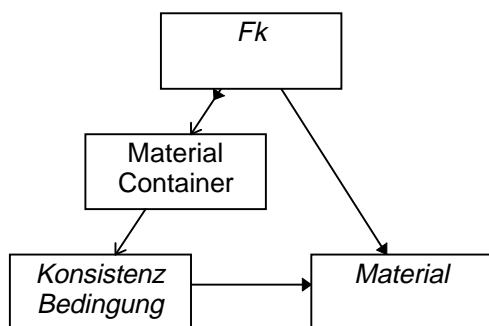 Fk
Material
Container
Konsistenz
Bedingung
Material